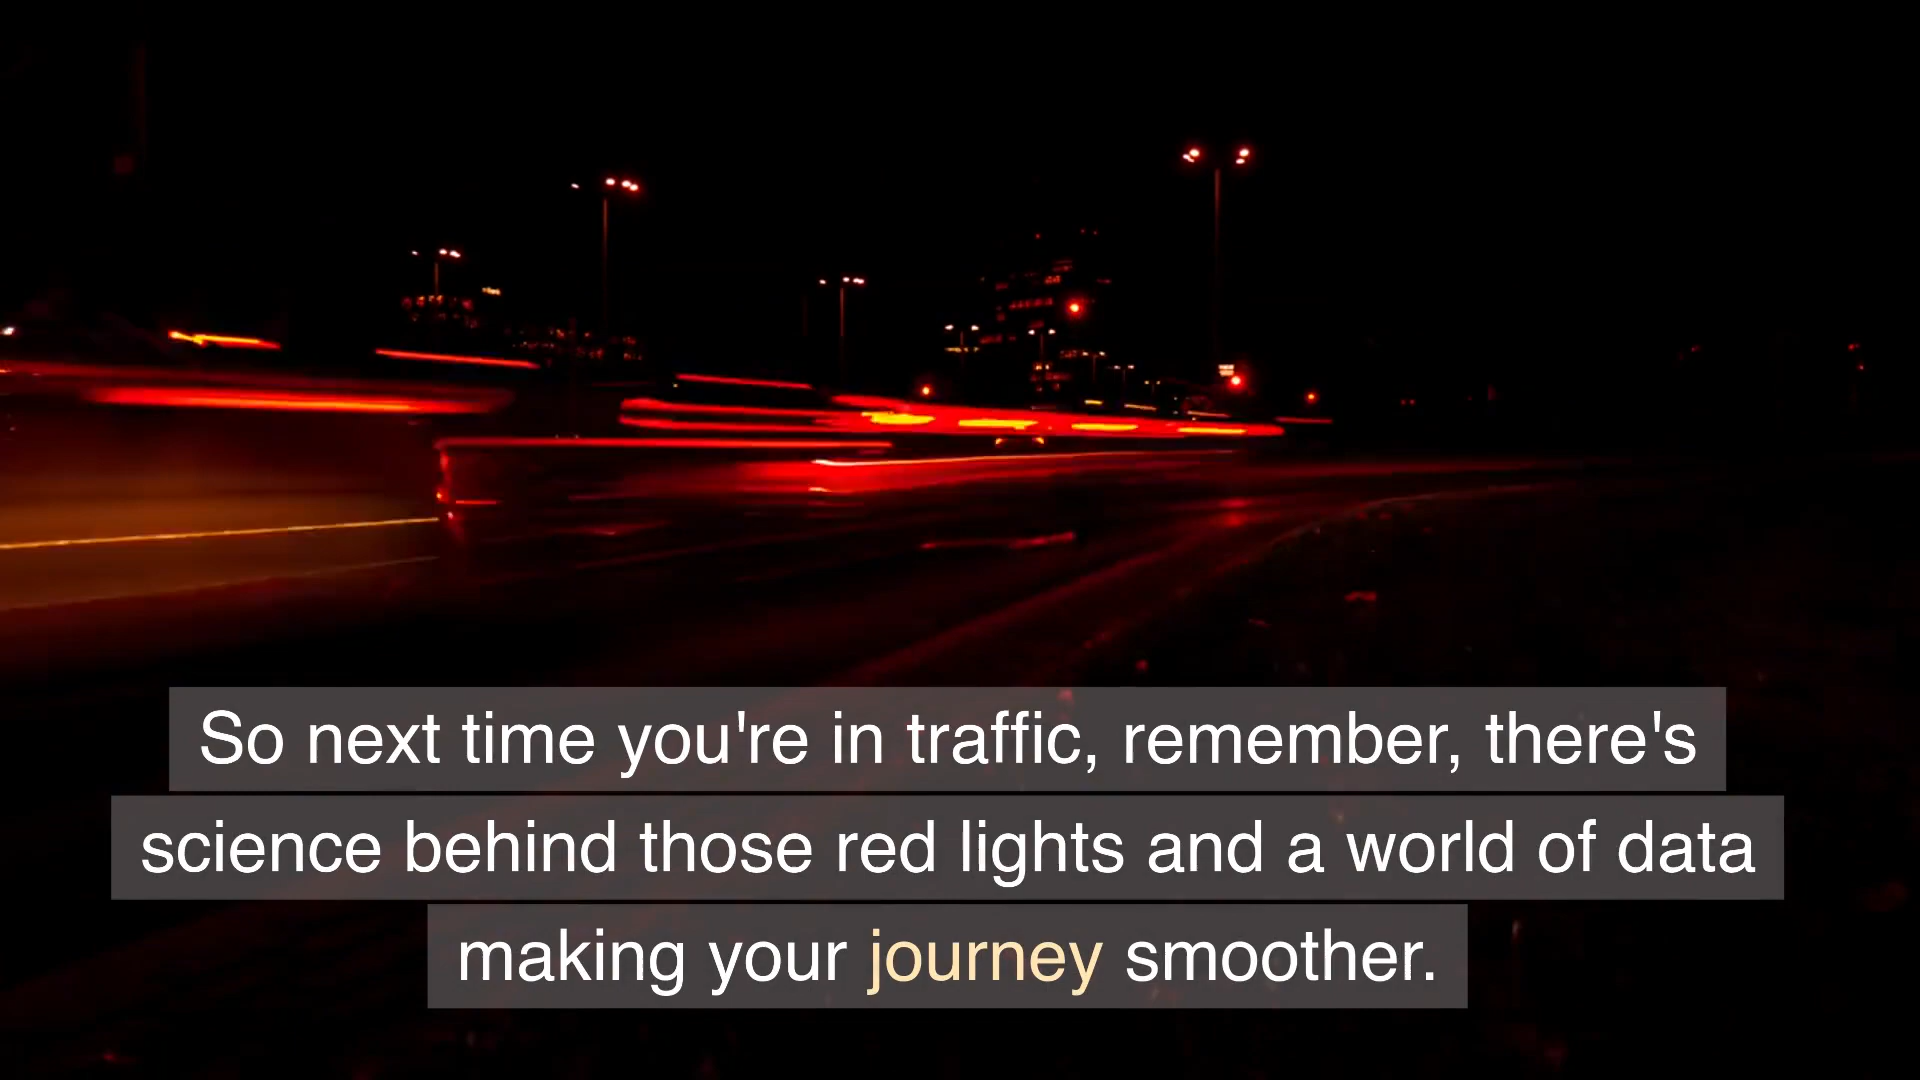 So next time you're in traffic, remember, there's
science behind those red lights and a world of data
making your journey smoother.